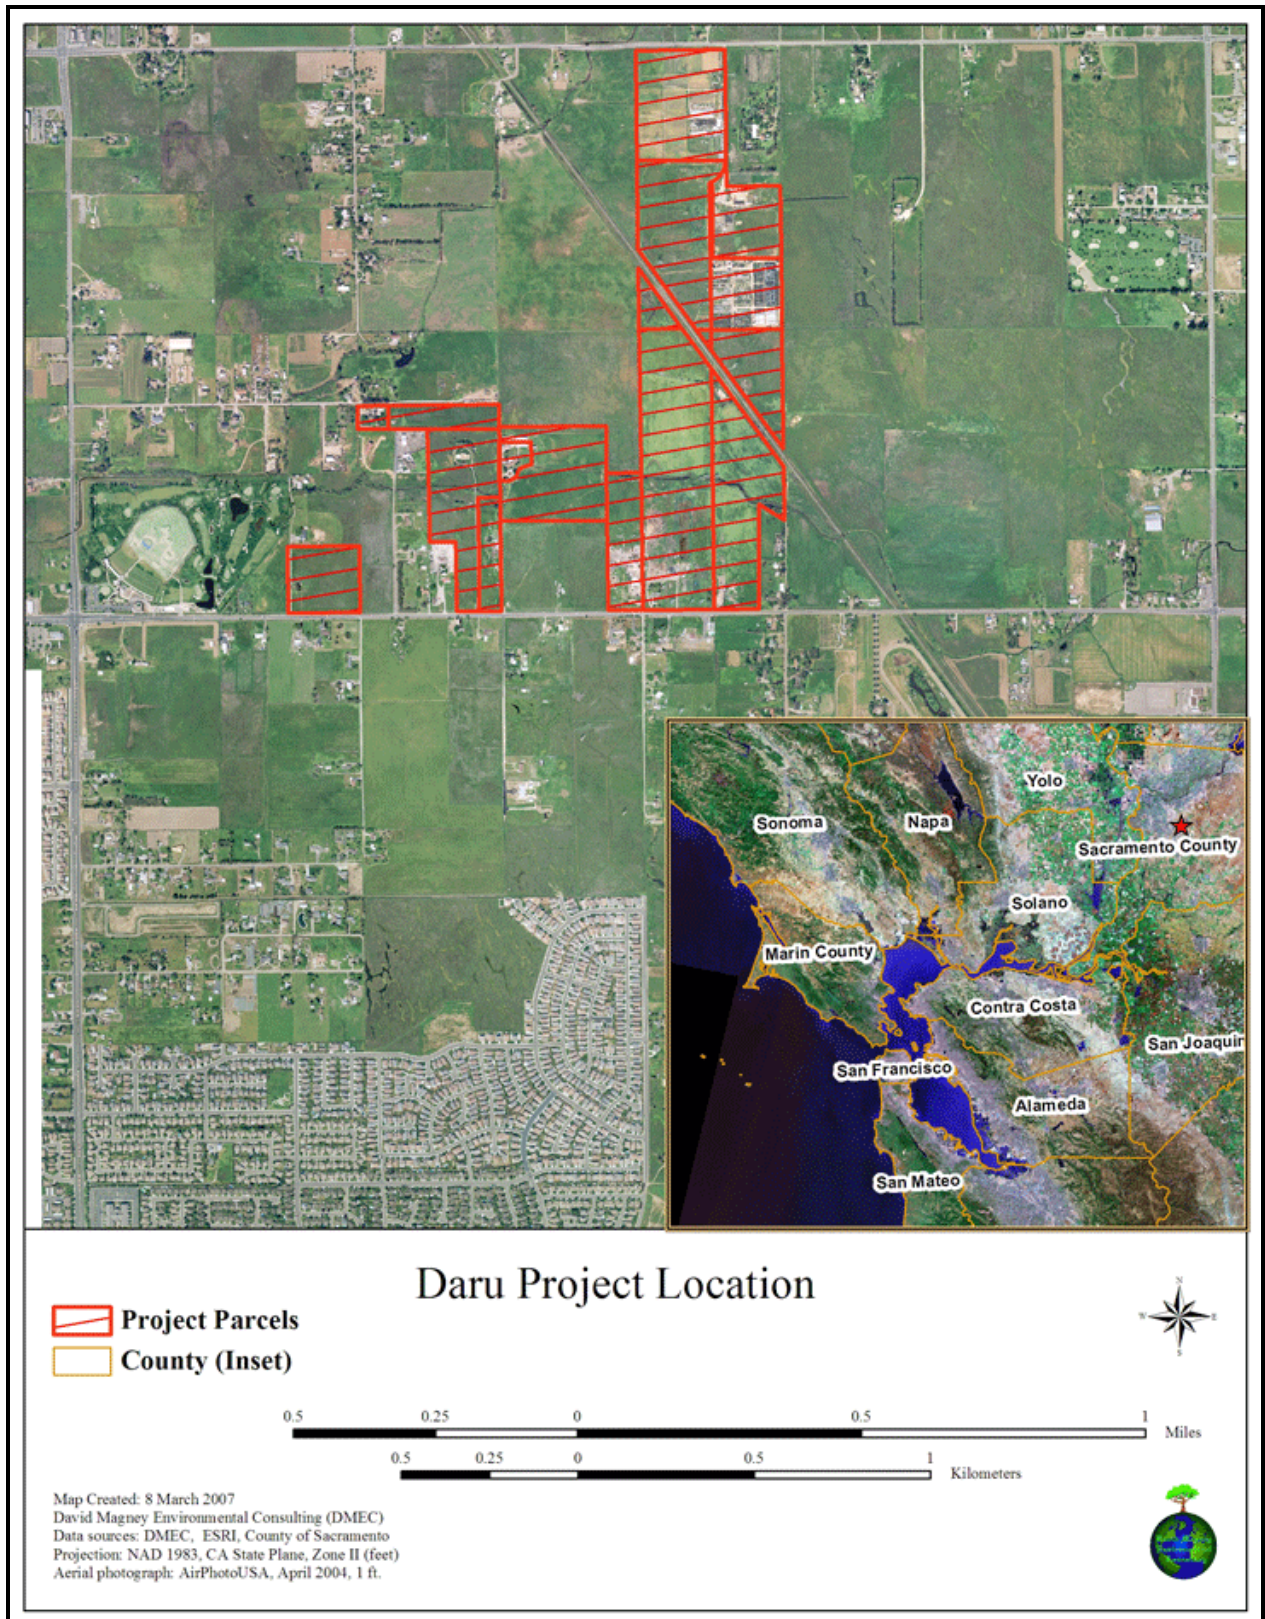 Yolo
Sonoma
Napa
Sacramento County
Solano
Marin County
Contra Costa
San Joaquin
San Francisco
Alameda
San Mateo
Daru Project Location
Project Parcels
County (Inset)
N
W E
S
0.5 0.25 0 0.5 1 Miles
0.5 0.25 0 0.5 1 Kilometers
Map Created: 8 March 2007
David Magney Environmental Consulting (DMEC)
Data sources: DMEC, ESRI, County of Sacramento
Projection: NAD 1983, CA State Plane, Zone II (feet)
Aerial photograph: AirPhotoUSA, April 2004, 1 ft.